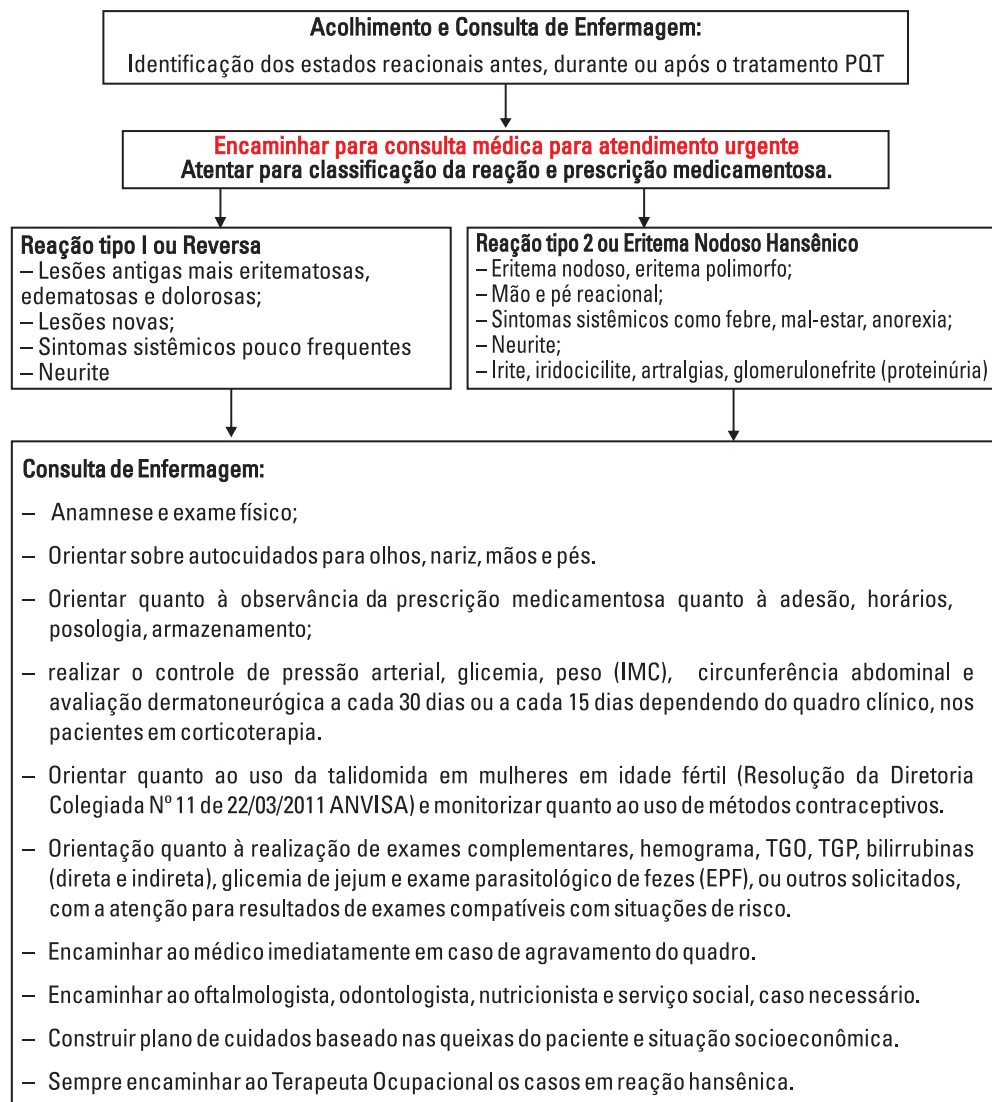 Acolhimento e Consulta de Enfermagem:
Identificação dos estados reacionais antes, durante ou após o tratamento PQT
Encaminhar para consulta médica para atendimento urgente
Atentar para classificação da reação e prescrição medicamentosa.
Reação tipo I ou Reversa
– Lesões antigas mais eritematosas,
edematosas e dolorosas;
– Lesões novas;
– Sintomas sistêmicos pouco frequentes
– Neurite
Reação tipo 2 ou Eritema Nodoso Hansênico
– Eritema nodoso, eritema polimorfo;
– Mão e pé reacional;
– Sintomas sistêmicos como febre, mal-estar, anorexia;
– Neurite;
– Irite, iridocicilite, artralgias, glomerulonefrite (proteinúria)
Consulta de Enfermagem:
– Anamnese e exame físico;
– Orientar sobre autocuidados para olhos, nariz, mãos e pés.
– Orientar quanto à observância da prescrição medicamentosa quanto à adesão, horários,
posologia, armazenamento;
– realizar o controle de pressão arterial, glicemia, peso (IMC), circunferência abdominal e
avaliação dermatoneurógica a cada 30 dias ou a cada 15 dias dependendo do quadro clínico, nos
pacientes em corticoterapia.
– Orientar quanto ao uso da talidomida em mulheres em idade fértil (Resolução da Diretoria
Colegiada Nº 11 de 22/03/2011 ANVISA) e monitorizar quanto ao uso de métodos contraceptivos.
– Orientação quanto à realização de exames complementares, hemograma, TGO, TGP, bilirrubinas
(direta e indireta), glicemia de jejum e exame parasitológico de fezes (EPF), ou outros solicitados,
com a atenção para resultados de exames compatíveis com situações de risco.
– Encaminhar ao médico imediatamente em caso de agravamento do quadro.
– Encaminhar ao oftalmologista, odontologista, nutricionista e serviço social, caso necessário.
– Construir plano de cuidados baseado nas queixas do paciente e situação socioeconômica.
– Sempre encaminhar ao Terapeuta Ocupacional os casos em reação hansênica.